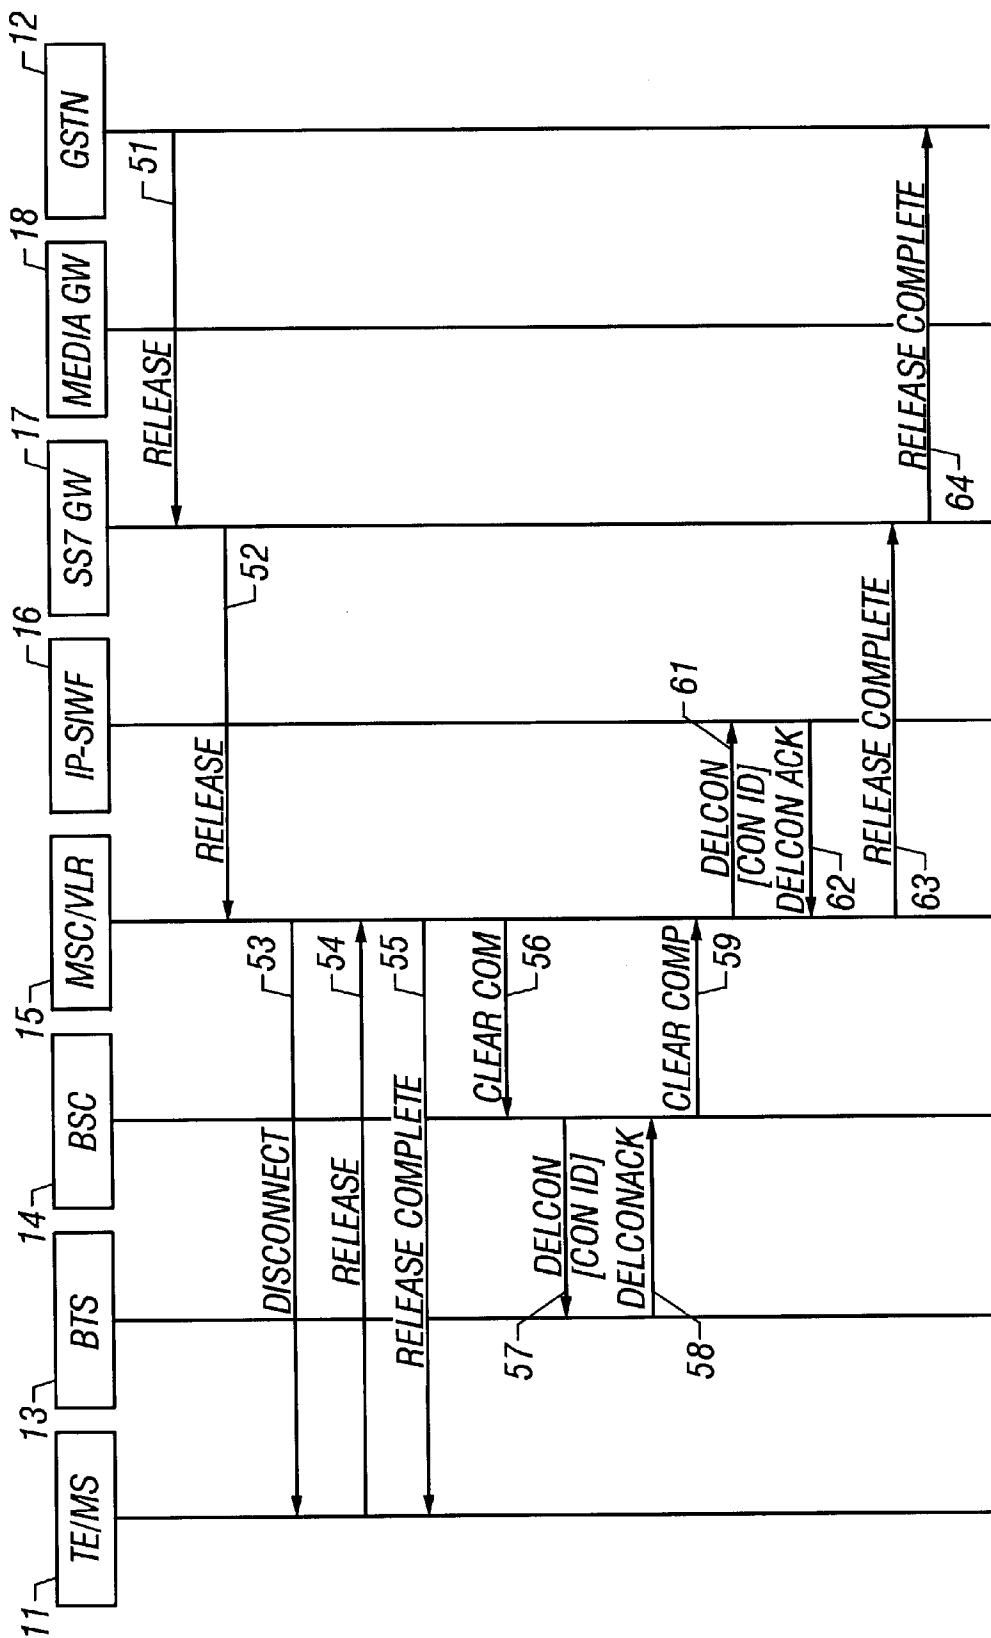 11
TE/MS
13
BTS
14
BSC
15
MSC/VLR
16
IP-SIWF
17
SS7 GW
18
MEDIA GW
12
GSTN
RELEASE
51
RELEASE
52
DISCONNECT
53
RELEASE
54
RELEASE COMPLETE
55
CLEAR COM
56
57
DELCON
[CON ID]
DELCONACK
58
CLEAR COMP
59
DELCON
61
[CON ID]
DELCON ACK
62
RELEASE COMPLETE
63
RELEASE COMPLETE
64